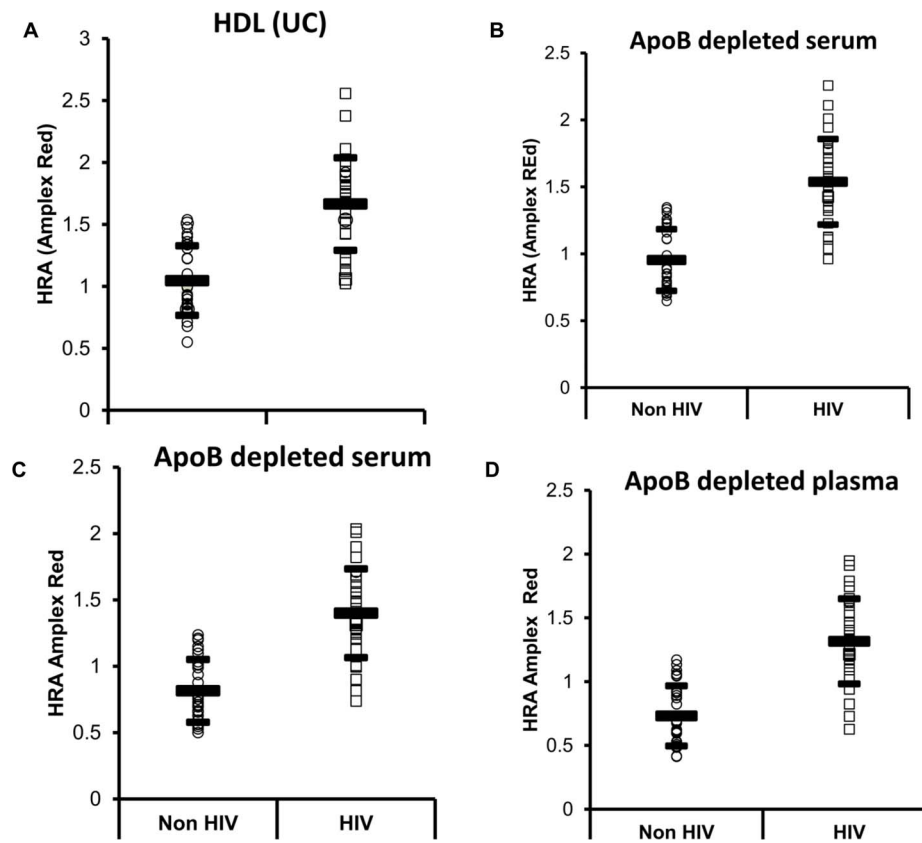 A
HDL (UC)
HRA (Amplex Red)
3
2.5
2
1.5
1
0.5
0
B
ApoB depleted serum
HRA (Amplex REd)
2.5
2
1.5
1
0.5
0
Non HIV
HIV
C
ApoB depleted serum
HRA Amplex Red
2.5
2
1.5
1
0.5
0
Non HIV
HIV
D
ApoB depleted plasma
HRA Amplex Red
2.5
2
1.5
1
0.5
0
Non HIV
HIV